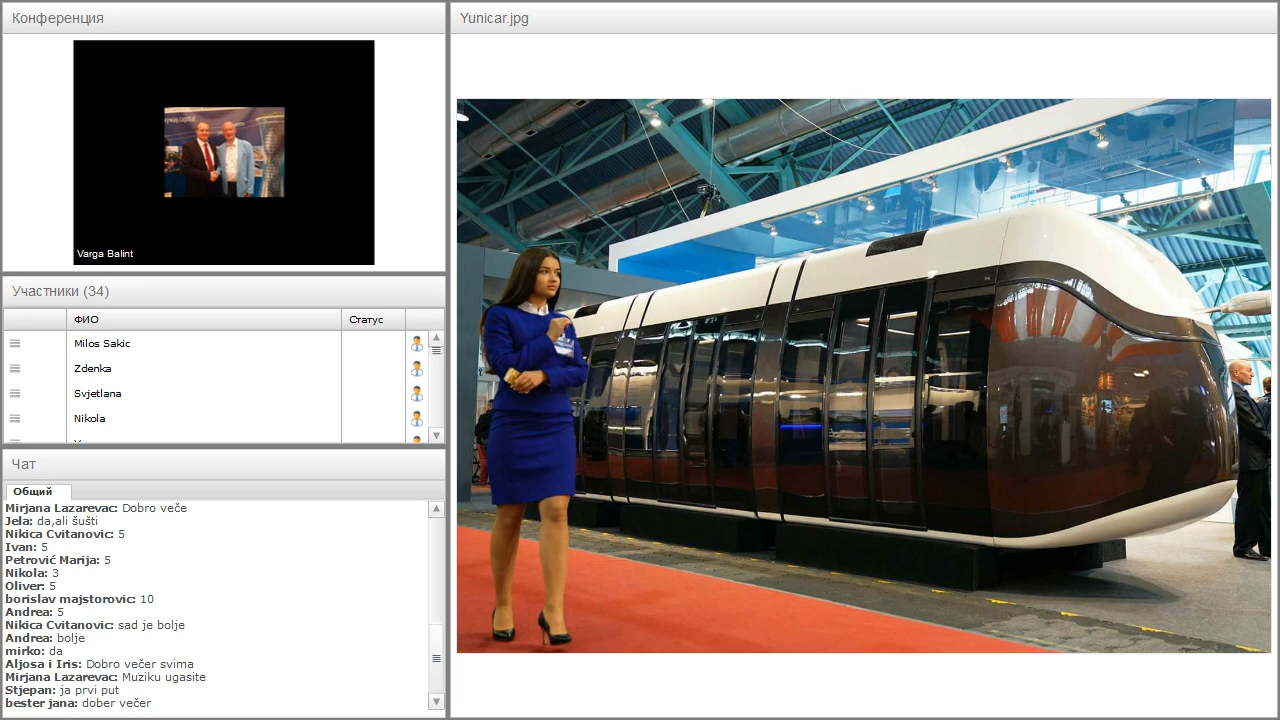 Конференция
skyway capital
Varga Balint
Участники (34)
ФИО
Статус
Milos Sakic
Zdenka
Svjetlana
Nikola
Чат
Общий
Mirjana Lazarevac: Dobro veče
Jela: da,ali šušti
Nikica Cvitanovic: 5
Ivan: 5
Petrović Marija: 5
Nikola: 3
Oliver: 5
borislav majstorovic: 10
Andrea: 5
Nikica Cvitanovic: sad je bolje
Andrea: bolje
mirko: da
Aljosa i Iris: Dobro večer svima
Mirjana Lazarevac: Muziku ugasite
Stjepan: ja prvi put
bester jana: dober večer
Yunicar.jpg